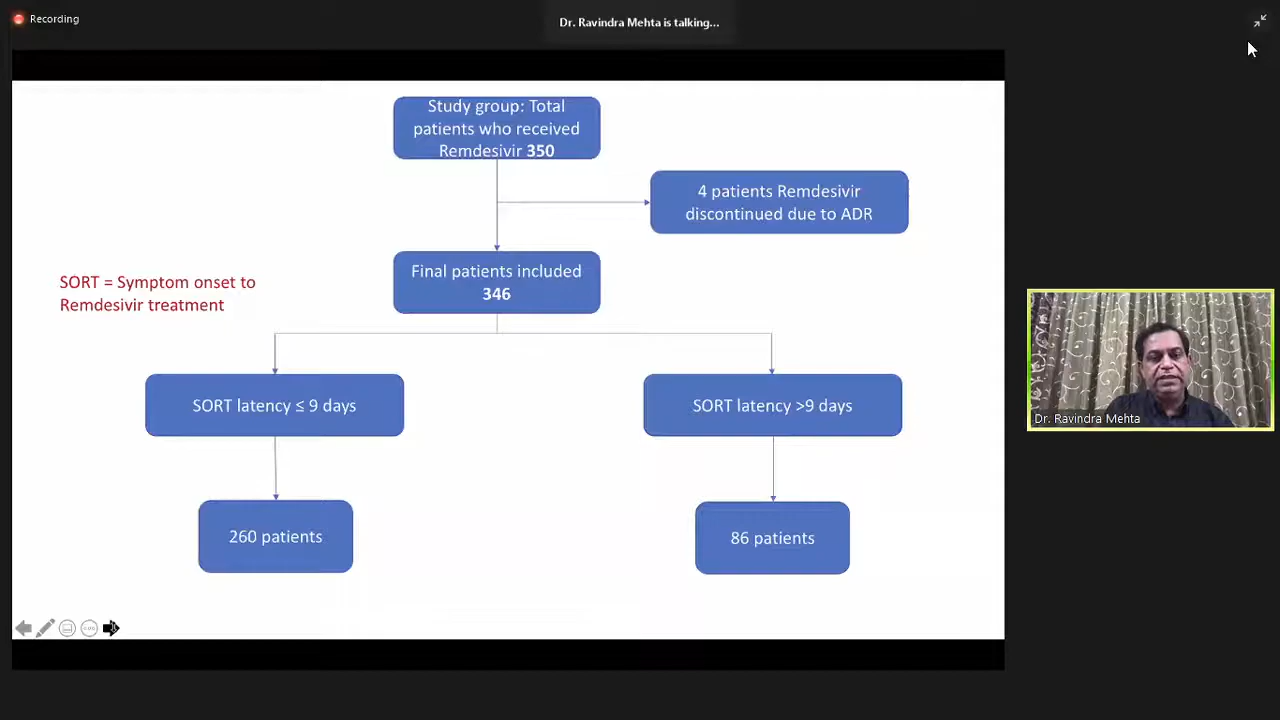 Recording
Dr. Ravindra Mehta is talking...
Study group: Total
patients who received
Remdesivir 350
4 patients Remdesivir
discontinued due to ADR
Final patients included
346
SORT = Symptom onset to
Remdesivir treatment
SORT latency ≤ 9 days
SORT latency >9 days
260 patients
86 patients
Dr. Ravindra Mehta